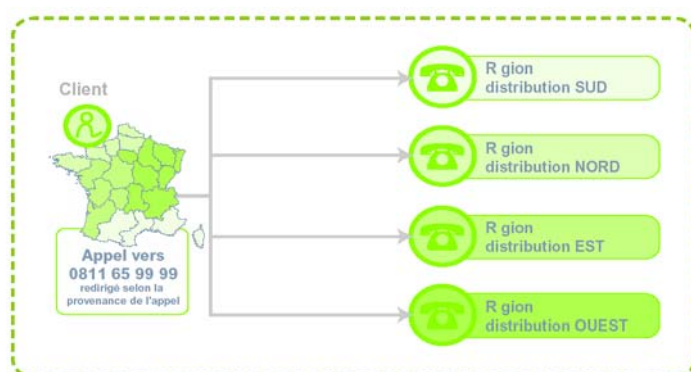 Client
Appel vers
0811 65 99 99
redirigé selon la
provenance de l'appel
R gion
distribution SUD
R gion
distribution NORD
R gion
distribution EST
R gion
distribution OUEST